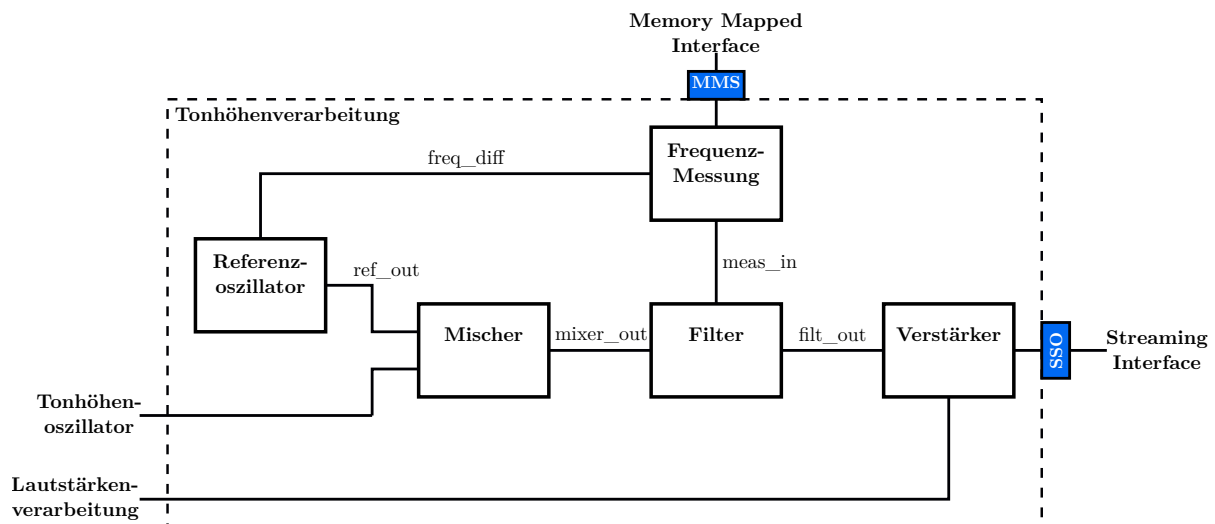 Memory Mapped
Interface
MMS
Tonhöhenverarbeitung
Frequenz-
Messung
freq_diff
Referenz-
oszillator
ref_out
meas_in
Mischer
mixer_out
Filter
filt_out
Verstärker
SSO
Streaming
Interface
Tonhöhen-
oszillator
Lautstärken-
verarbeitung